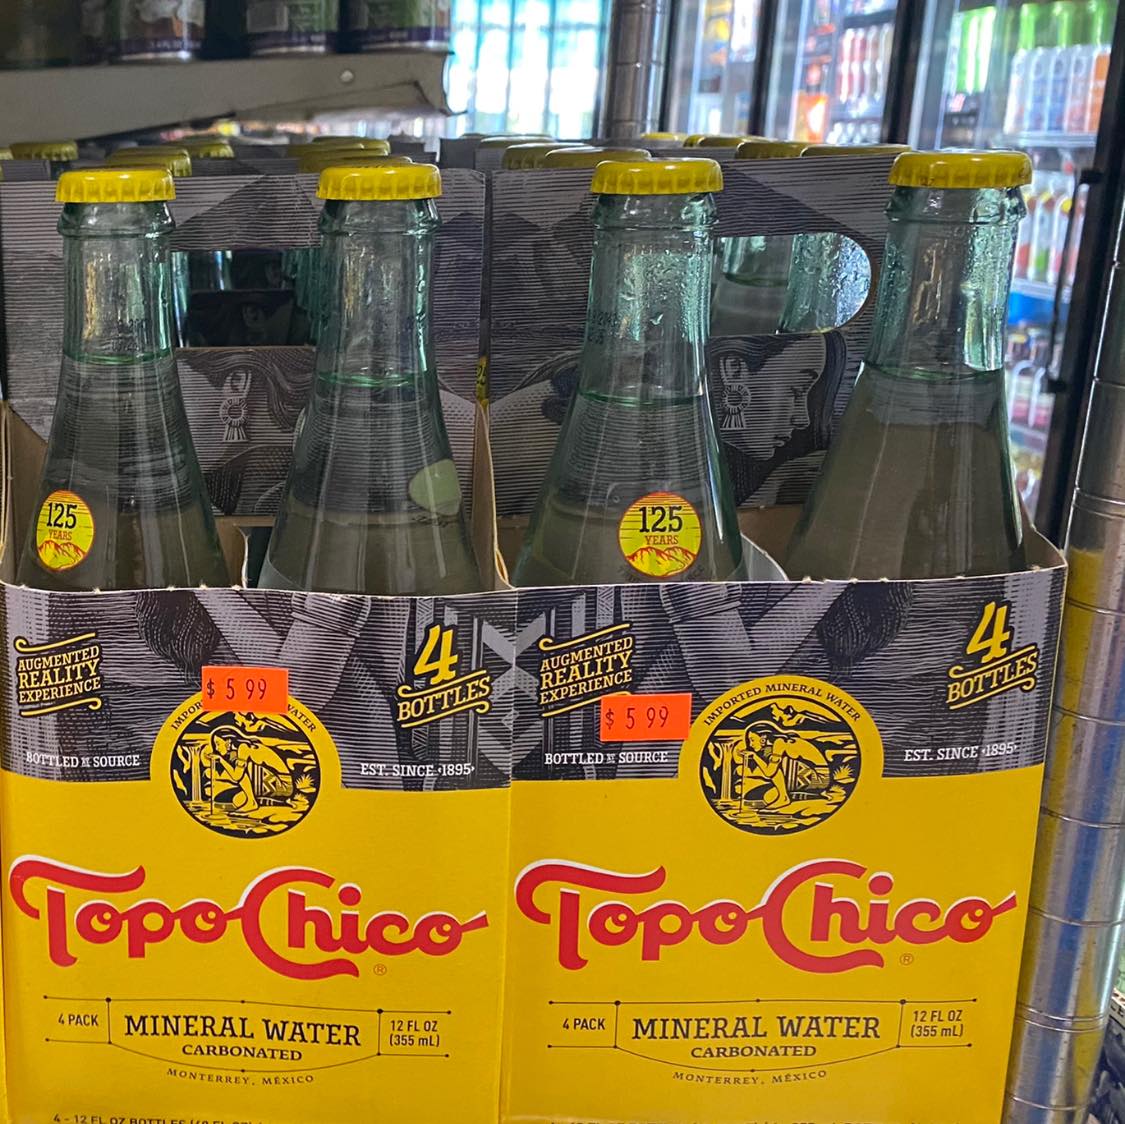 125
YEARS
AUGMENTED
REALITY
EXPERIENCE
$ 5 99
4
BOTTLES
WATER
BOTTLED AT SOURCE
EST. SINCE •1895•
Topo Chico ®
4 PACK
MINERAL WATER
CARBONATED
12 FL OZ
(355 mL)
MONTERREY, MÉXICO
125
YEARS
AUGMENTED
REALITY
EXPERIENCE
$ 5 99
IMPORTED MINERAL WATER
4
BOTTLES
BOTTLED AT SOURCE
EST. SINCE •1895•
Topo Chico ®
4 PACK
MINERAL WATER
CARBONATED
12 FL OZ
(355 mL)
MONTERREY, MÉXICO